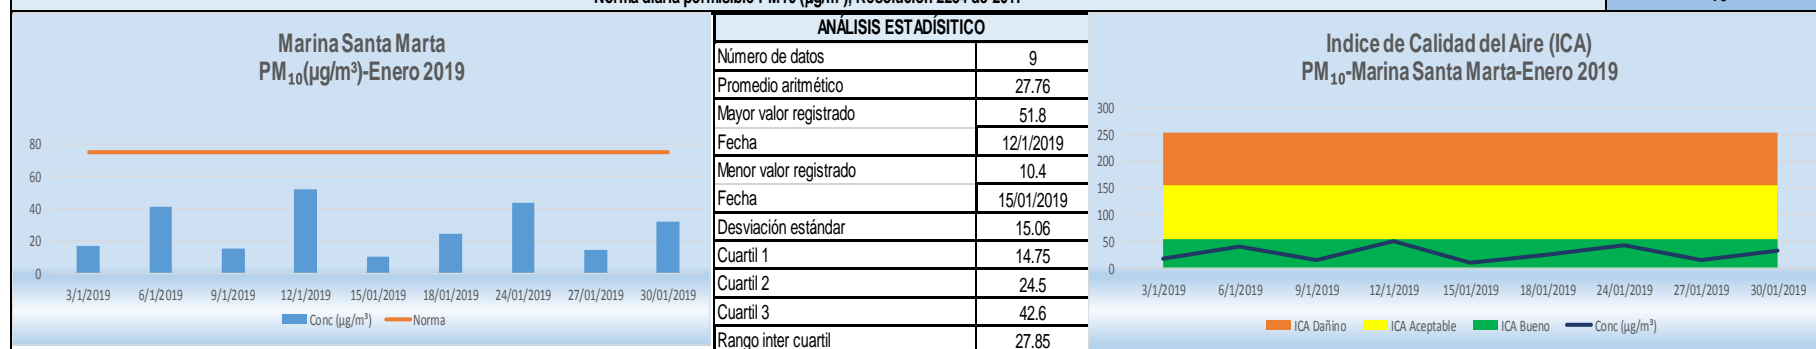 Marina Santa Marta
PM₁₀(µg/m³)-Enero 2019
80
60
40
20
0
3/1/2019 6/1/2019 9/1/2019 12/1/2019 15/01/2019 18/01/2019 24/01/2019 27/01/2019 30/01/2019
Conc (µg/m³) Norma
ANÁLISIS ESTADÍSITICO
Número de datos 9
Promedio aritmético 27.76
Mayor valor registrado 51.8
Fecha 12/1/2019
Menor valor registrado 10.4
Fecha 15/01/2019
Desviación estándar 15.06
Cuartil 1 14.75
Cuartil 2 24.5
Cuartil 3 42.6
Rango inter cuartil 27.85
Indice de Calidad del Aire (ICA)
PM₁₀-Marina Santa Marta-Enero 2019
300
250
200
150
100
50
0
3/1/2019 6/1/2019 9/1/2019 12/1/2019 15/01/2019 18/01/2019 24/01/2019 27/01/2019 30/01/2019
ICA Dañino ICA Aceptable ICA Bueno Conc (µg/m³)